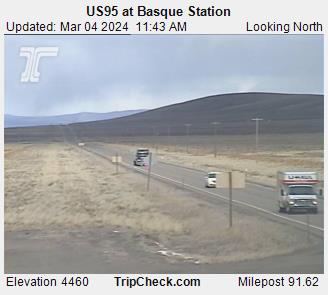 US95 at Basque Station
Updated: Mar 04 2024 11:43 AM Looking North
U-HAUL
Elevation 4460 TripCheck.com Milepost 91.62